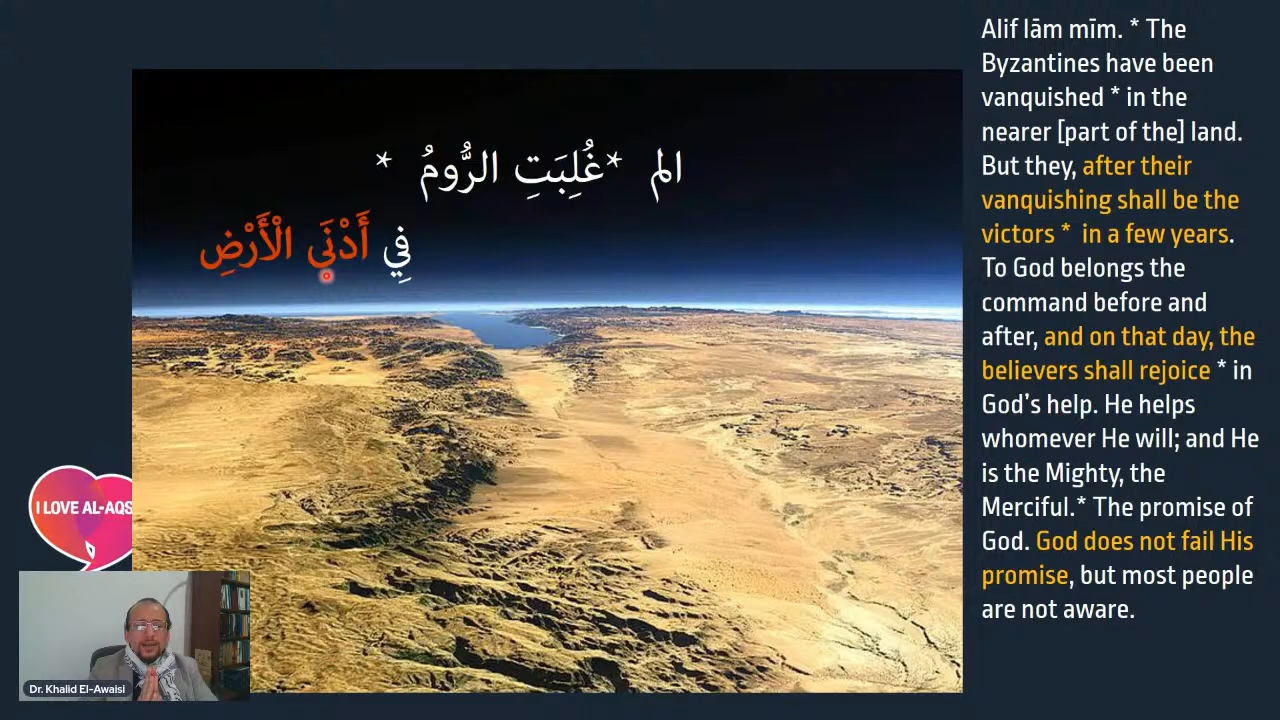 الم * غُلِبَتِ الرُّومُ *
فِي أَدْنَى الْأَرْضِ
Alif lām mīm. * The
Byzantines have been
vanquished * in the
nearer [part of the] land.
But they, after their
vanquishing shall be the
victors * in a few years.
To God belongs the
command before and
after, and on that day, the
believers shall rejoice * in
God’s help. He helps
whomever He will; and He
is the Mighty, the
Merciful.* The promise of
God. God does not fail His
promise, but most people
are not aware.
I LOVE AL-AQS
Dr. Khalid El-Awaisi